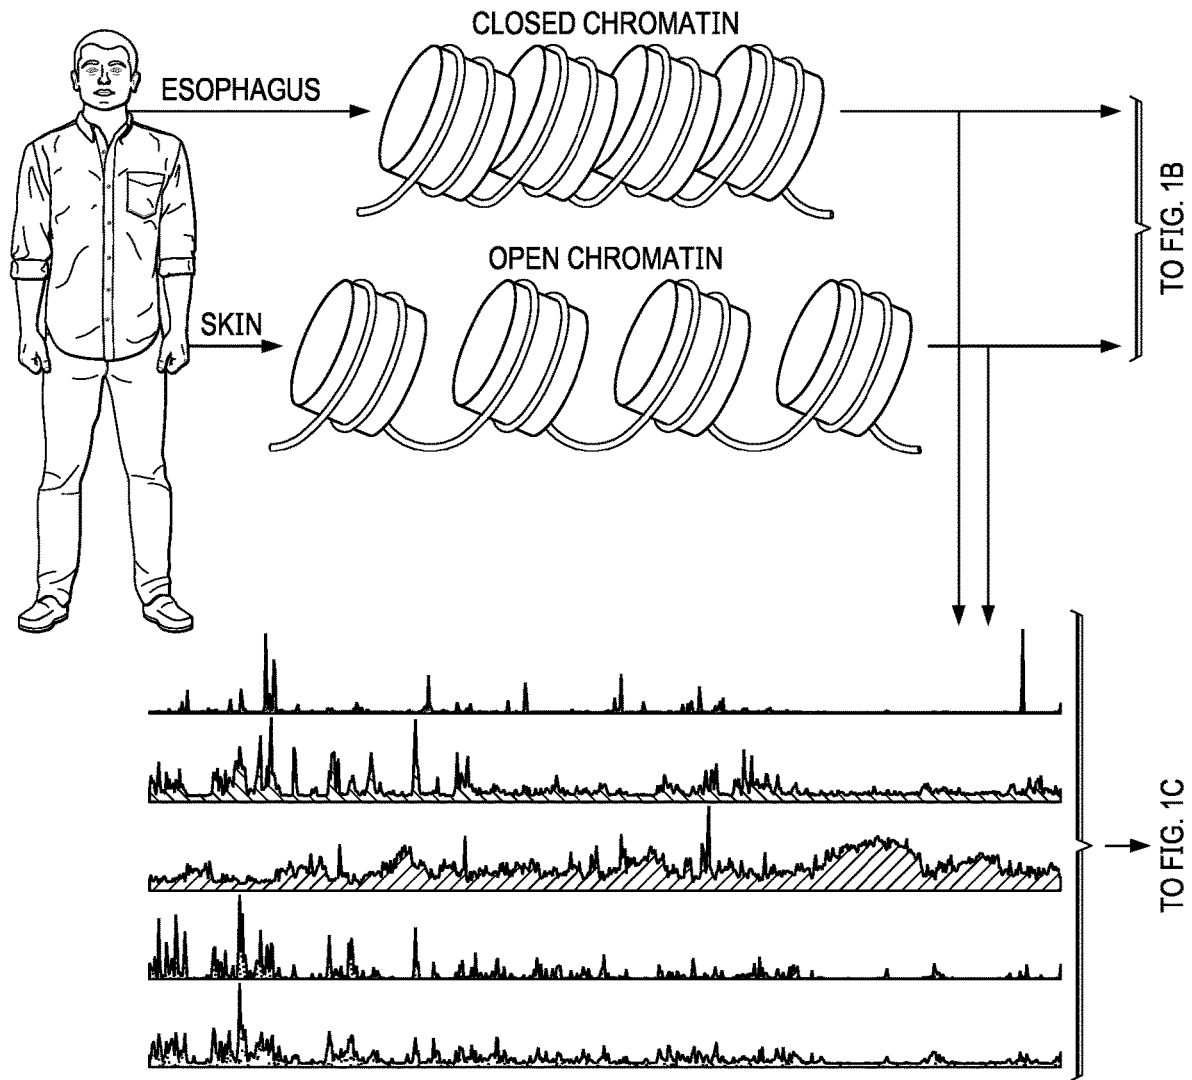 CLOSED CHROMATIN
ESOPHAGUS
TO FIG. 1B
OPEN CHROMATIN
SKIN
TO FIG. 1C